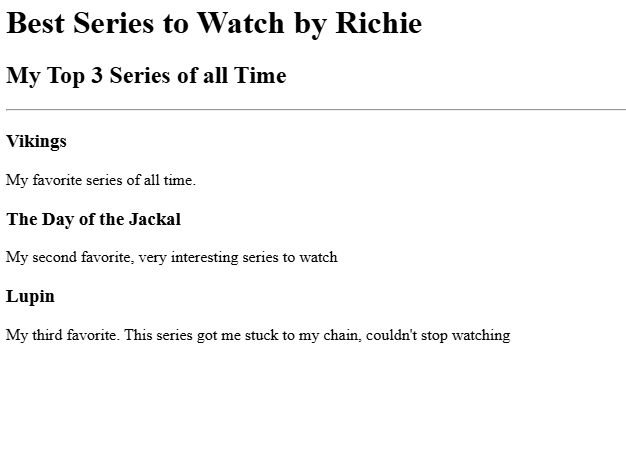 Best Series to Watch by Richie
My Top 3 Series of all Time
Vikings
My favorite series of all time.
The Day of the Jackal
My second favorite, very interesting series to watch
Lupin
My third favorite. This series got me stuck to my chain, couldn't stop watching